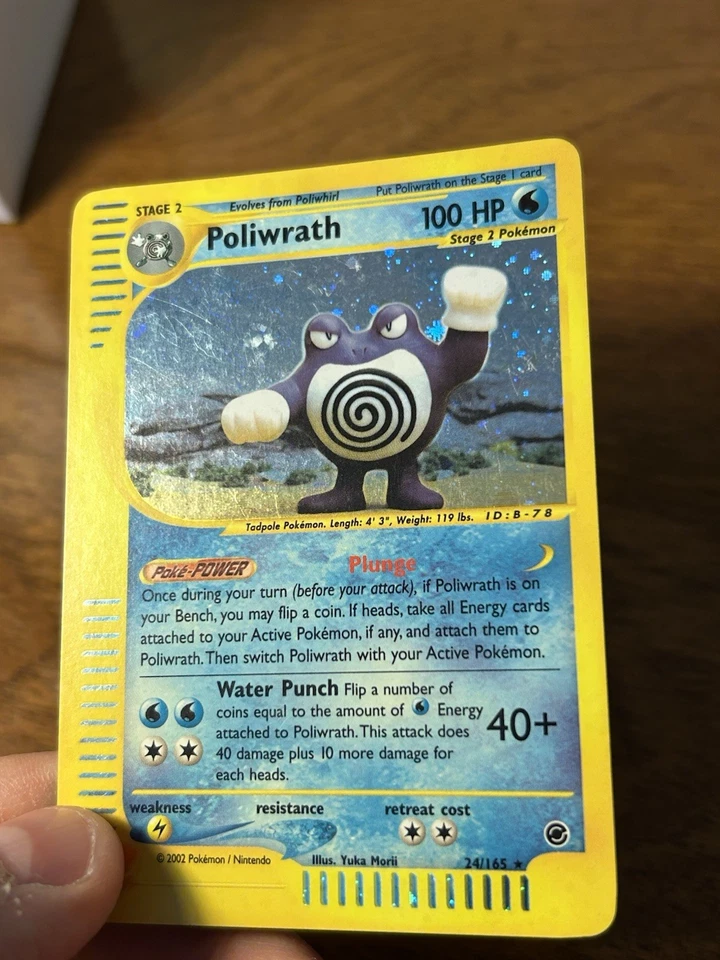 STAGE 2 Evolves from Poliwhirl Put Poliwrath on the Stage 1 card
Poliwrath 100 HP
Stage 2 Pokémon
Tadpole Pokémon. Length: 4' 3", Weight: 119 lbs. ID:B-78
Poké-POWER Plunge
Once during your turn (before your attack), if Poliwrath is on
your Bench, you may flip a coin. If heads, take all Energy cards
attached to your Active Pokémon, if any, and attach them to
Poliwrath. Then switch Poliwrath with your Active Pokémon.
Water Punch Flip a number of
coins equal to the amount of Energy
attached to Poliwrath. This attack does
40 damage plus 10 more damage for
each heads.
40+
weakness resistance retreat cost
© 2002 Pokémon / Nintendo Illus. Yuka Morii 24/165